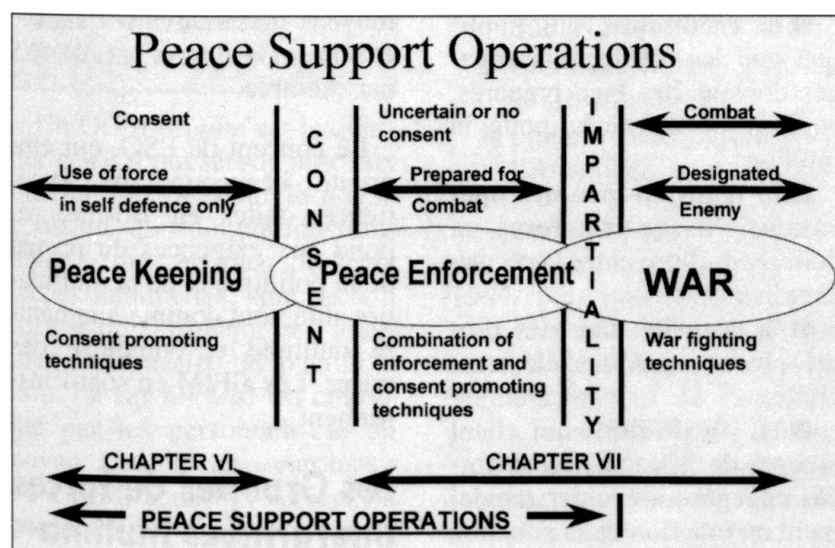 Peace Support Operations
Consent
Use of force
in self defence only
CONSENT
Uncertain or no
consent
Prepared for
Combat
IMPARTIALITY
Combat
Designated
Enemy
Peace Keeping
Peace Enforcement
WAR
Consent promoting
techniques
Combination of
enforcement and
consent promoting
techniques
War fighting
techniques
CHAPTER VI
CHAPTER VII
PEACE SUPPORT OPERATIONS